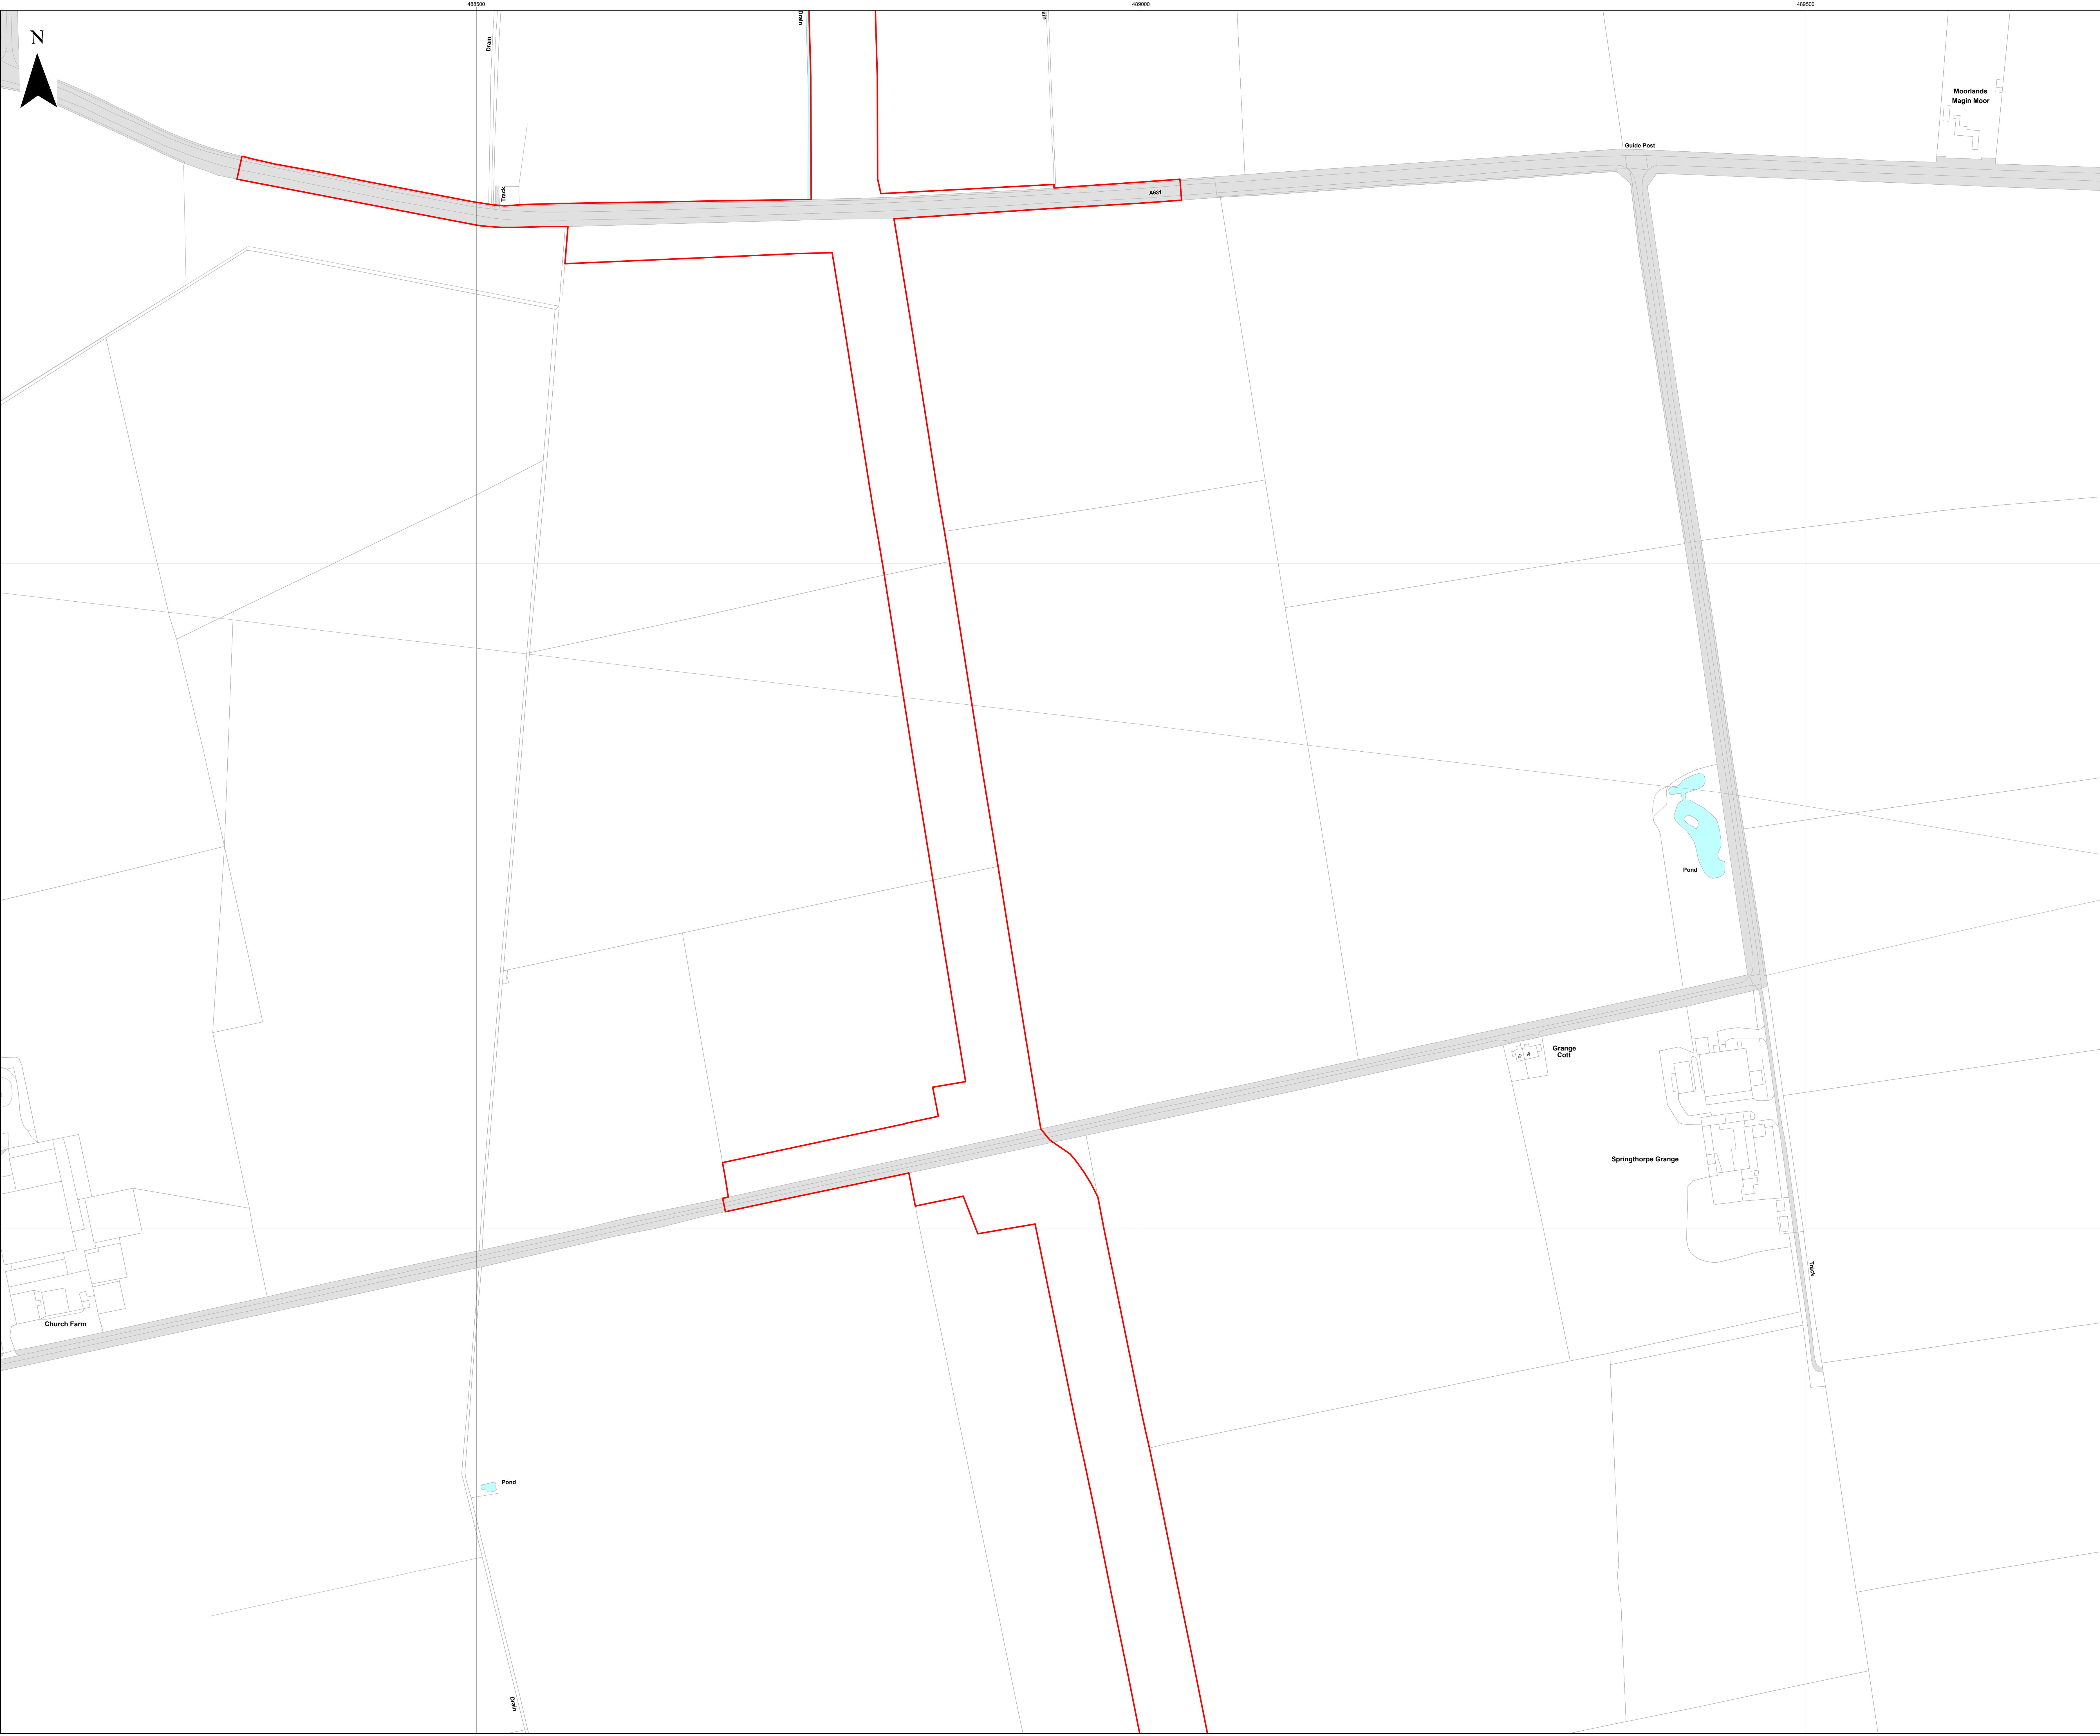 488500
489000
489500
N
Drain
Drain
Moorlands
Magin Moor
Guide Post
Track
A631
Pond
Grange
Cott
Springthorpe Grange
Track
Church Farm
Pond
Drain